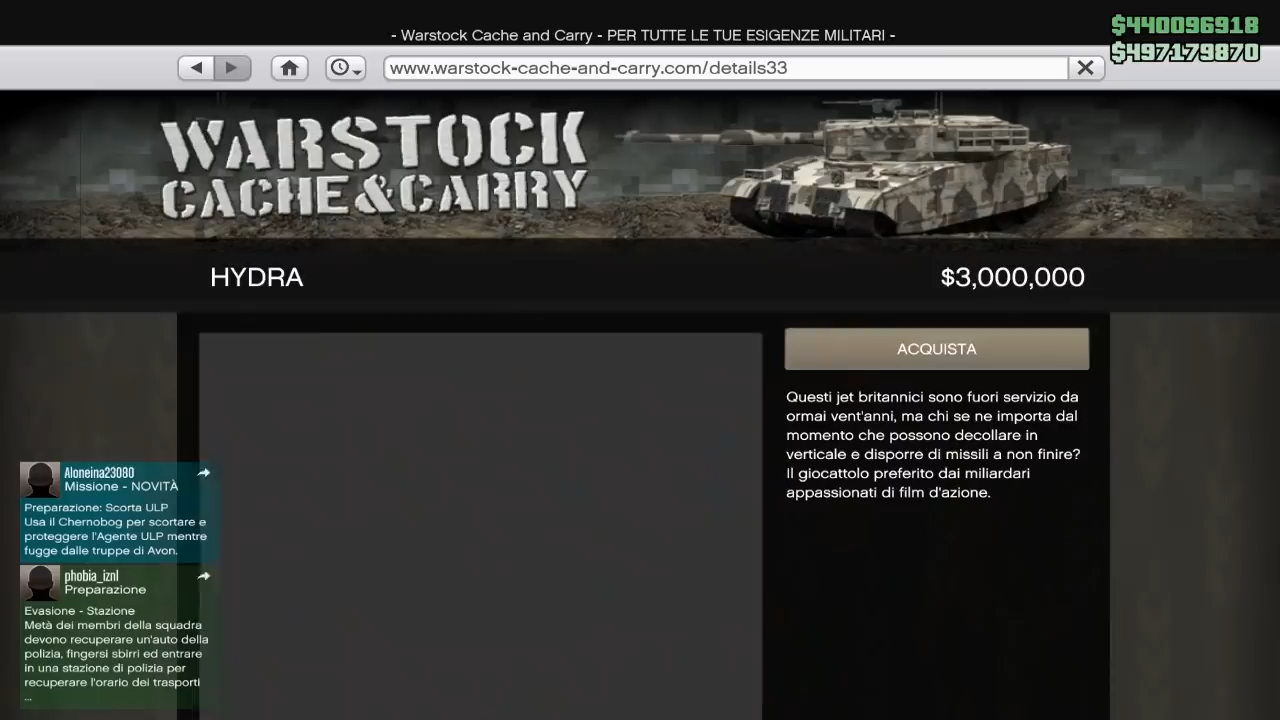 - Warstock Cache and Carry - PER TUTTE LE TUE ESIGENZE MILITARI -
$440096918
$497179870
www.warstock-cache-and-carry.com/details33
WARSTOCK
CACHE&CARRY
HYDRA
$3,000,000
ACQUISTA
Questi jet britannici sono fuori servizio da
ormai vent'anni, ma chi se ne importa dal
momento che possono decollare in
verticale e disporre di missili a non finire?
Il giocattolo preferito dai miliardari
appassionati di film d'azione.
Aloneina23080
Missione - NOVITÀ
Preparazione: Scorta ULP
Usa il Chernobog per scortare e
proteggere l'Agente ULP mentre
fugge dalle truppe di Avon.
phobia_iznl
Preparazione
Evasione - Stazione
Metà dei membri della squadra
devono recuperare un'auto della
polizia, fingersi sbirri ed entrare
in una stazione di polizia per
recuperare l'orario dei trasporti
...